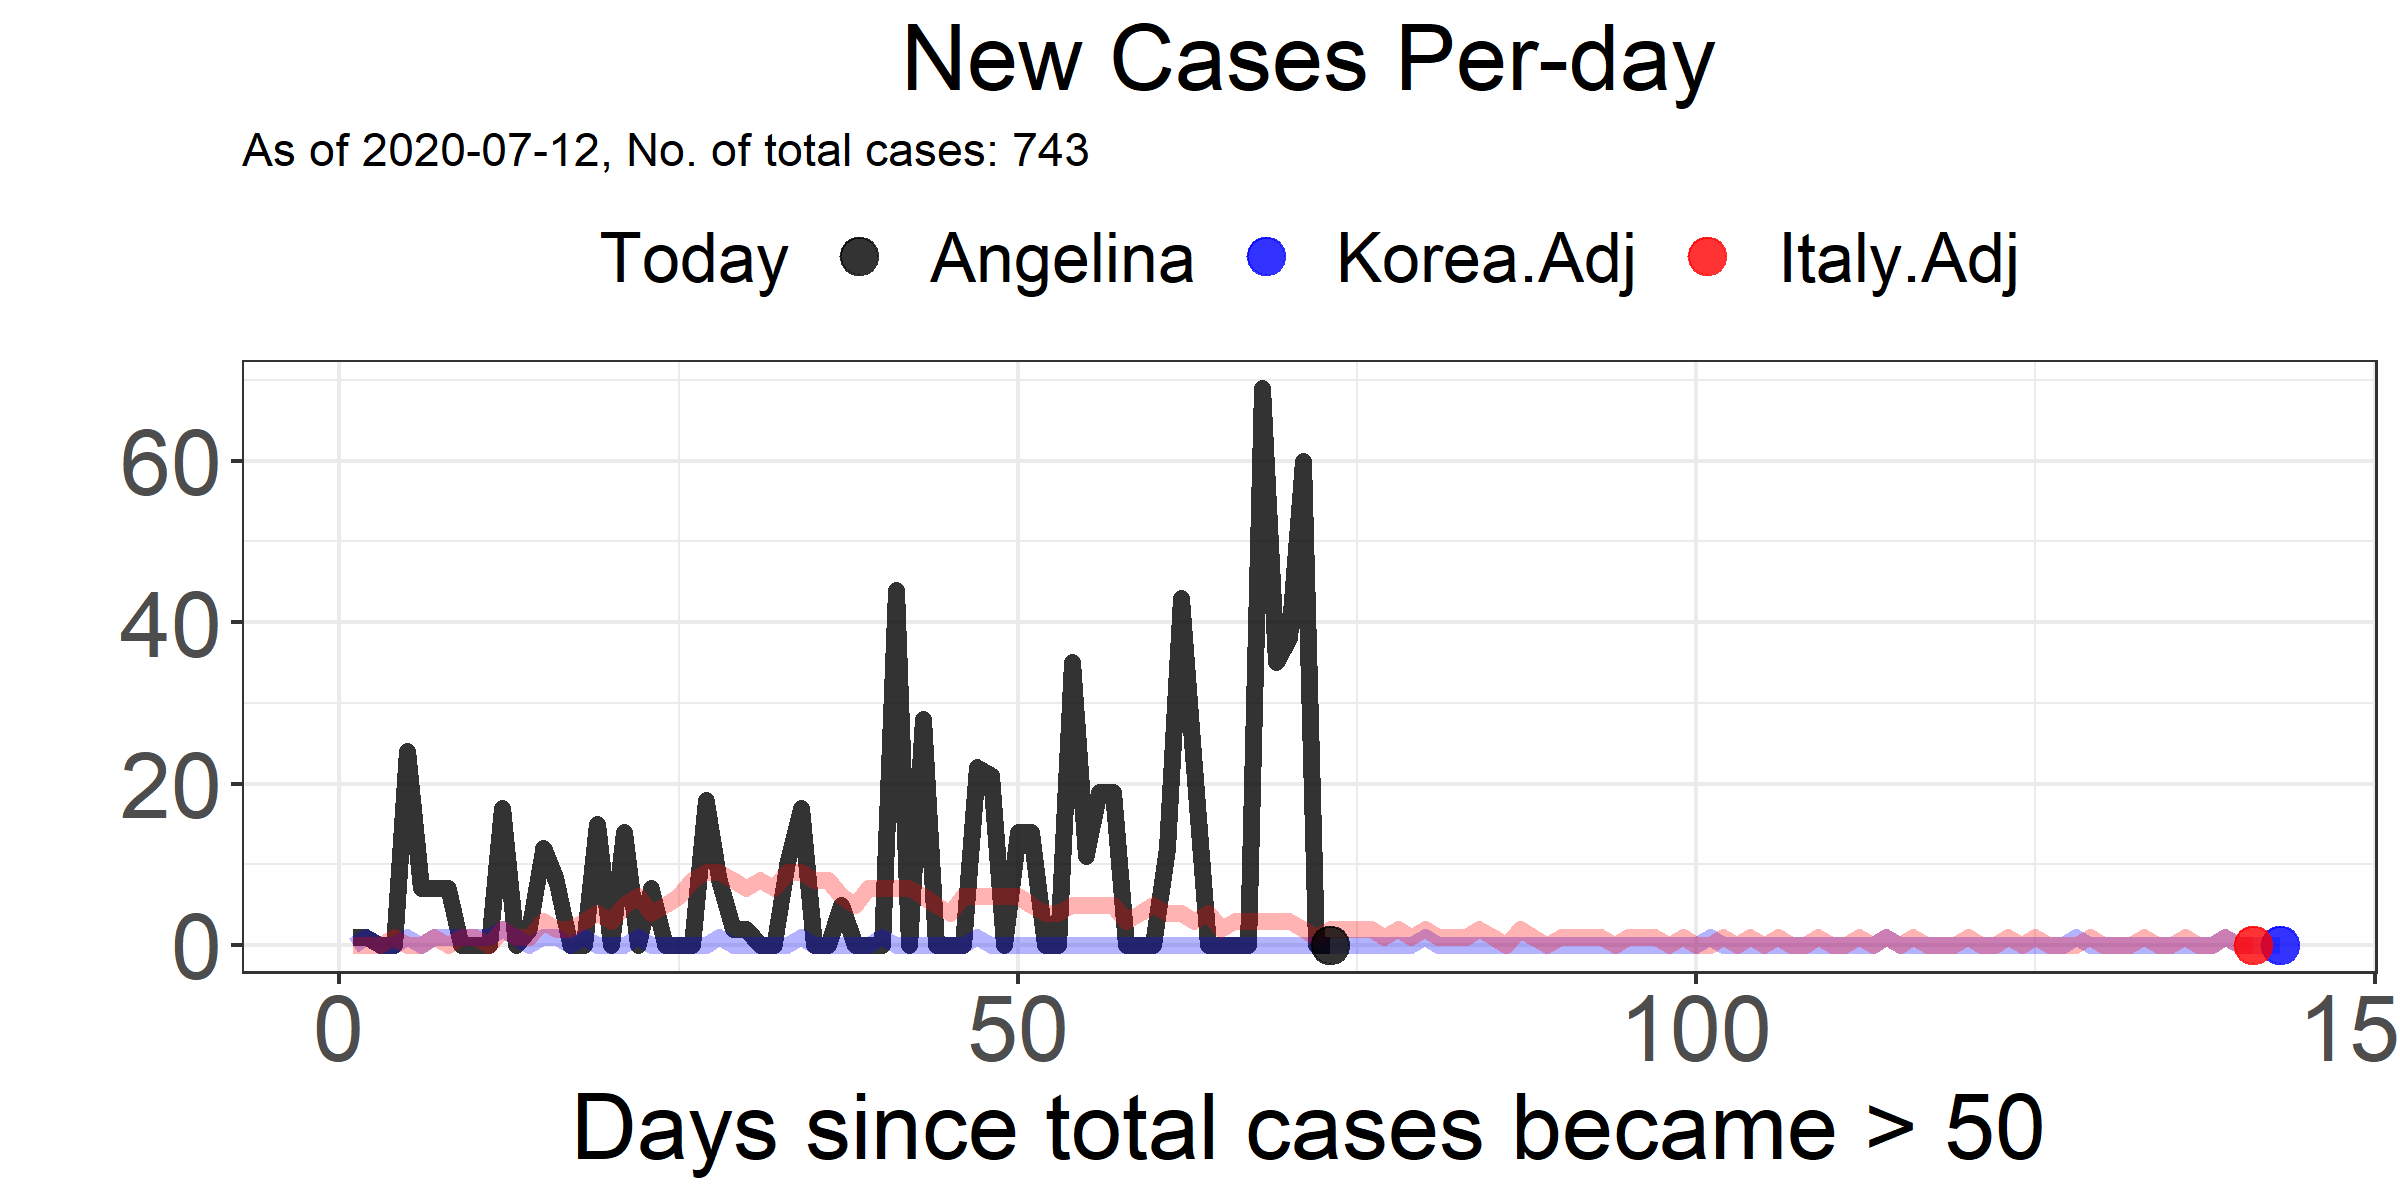 New Cases Per-day
As of 2020-07-12, No. of total cases: 743
Today Angelina Korea.Adj Italy.Adj
60
40
20
0
0 50 100 15
Days since total cases became > 50